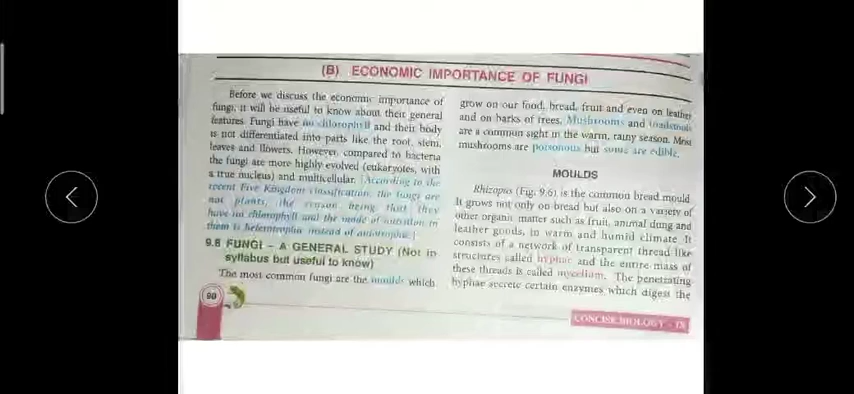 (B) ECONOMIC IMPORTANCE OF FUNGI
Before we discuss the economic importance of
fungi, it will be useful to know about their general
features. Fungi have no chlorophyll and their body
is not differentiated into parts like the root, stem,
leaves and flowers. However, compared to bacteria
the fungi are more highly evolved (eukaryotes, with
a true nucleus) and multicellular. [According to the
recent Five Kingdom classification, the fungi are
not plants, the reason being that they
have no chlorophyll and the mode of nutrition in
them is heterotrophic instead of autotrophic.]
9.8 FUNGI – A GENERAL STUDY (Not in
syllabus but useful to know)
The most common fungi are the moulds which
90
grow on our food, bread, fruit and even on leather
and on barks of trees. Mushrooms and toadstools
are a common sight in the warm, rainy season. Most
mushrooms are poisonous but some are edible.
MOULDS
Rhizopus (Fig. 9.6) is the common bread mould.
It grows not only on bread but also on a variety of
other organic matter such as fruit, animal dung and
leather goods, in warm and humid climate. It
consists of a network of transparent thread like
structures called hyphae and the entire mass of
these threads is called mycelium. The penetrating
hyphae secrete certain enzymes which digest the
CONCISE BIOLOGY - IX